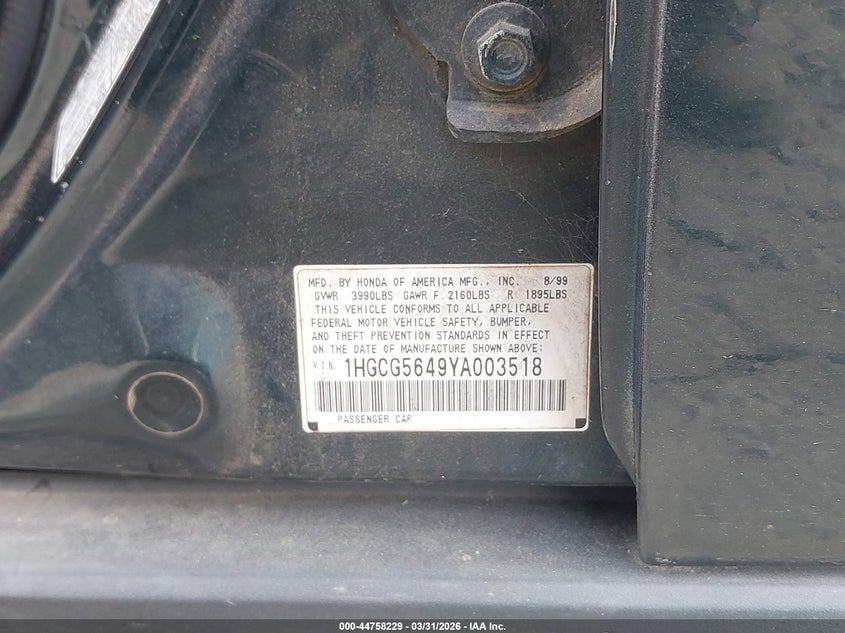 MFD. BY HONDA OF AMERICA MFG., INC. 8/99
GVWR 3990LBS GAWR F 2160LBS R 1895LBS
THIS VEHICLE CONFORMS TO ALL APPLICABLE
FEDERAL MOTOR VEHICLE SAFETY, BUMPER,
AND THEFT PREVENTION STANDARDS IN EFFECT
ON THE DATE OF MANUFACTURE SHOWN ABOVE:
V.I.N. 1HGCG5649YA003518
PASSENGER CAR
000-44758229 - 03/31/2026 - IAA Inc.